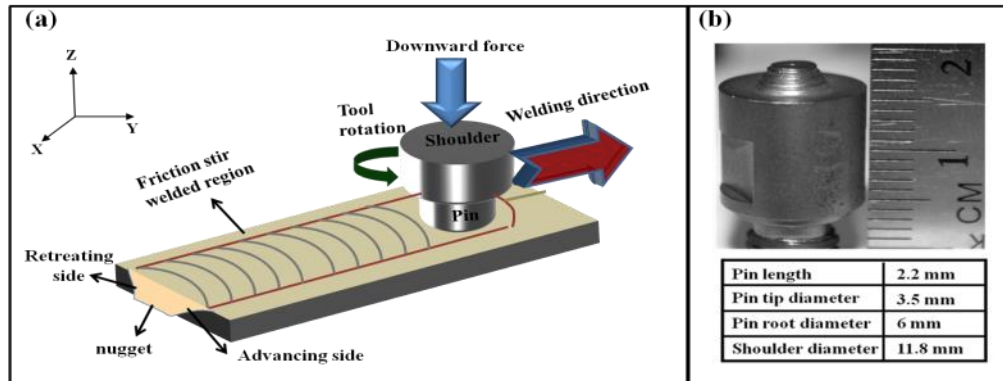 (a)
Z
Y
X
Downward force
Tool
rotation
Welding direction
Shoulder
Pin
Friction stir
welded region
Retreating
side
nugget
Advancing side
(b)
2
1
CM
Pin length 2.2 mm
Pin tip diameter 3.5 mm
Pin root diameter 6 mm
Shoulder diameter 11.8 mm